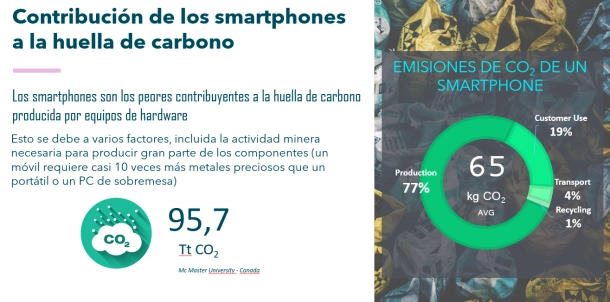 Contribución de los smartphones
a la huella de carbono
Los smartphones son los peores contribuyentes a la huella de carbono
producida por equipos de hardware
Esto se debe a varios factores, incluida la actividad minera
necesaria para producir gran parte de los componentes (un
móvil requiere casi 10 veces más metales preciosos que un
portátil o un PC de sobremesa)
CO₂
95,7
Tt CO₂
Mc Master University - Canada
EMISIONES DE CO₂ DE UN
SMARTPHONE
Customer Use
19%
Production
77%
65
kg CO₂
AVG
Transport
4%
Recycling
1%